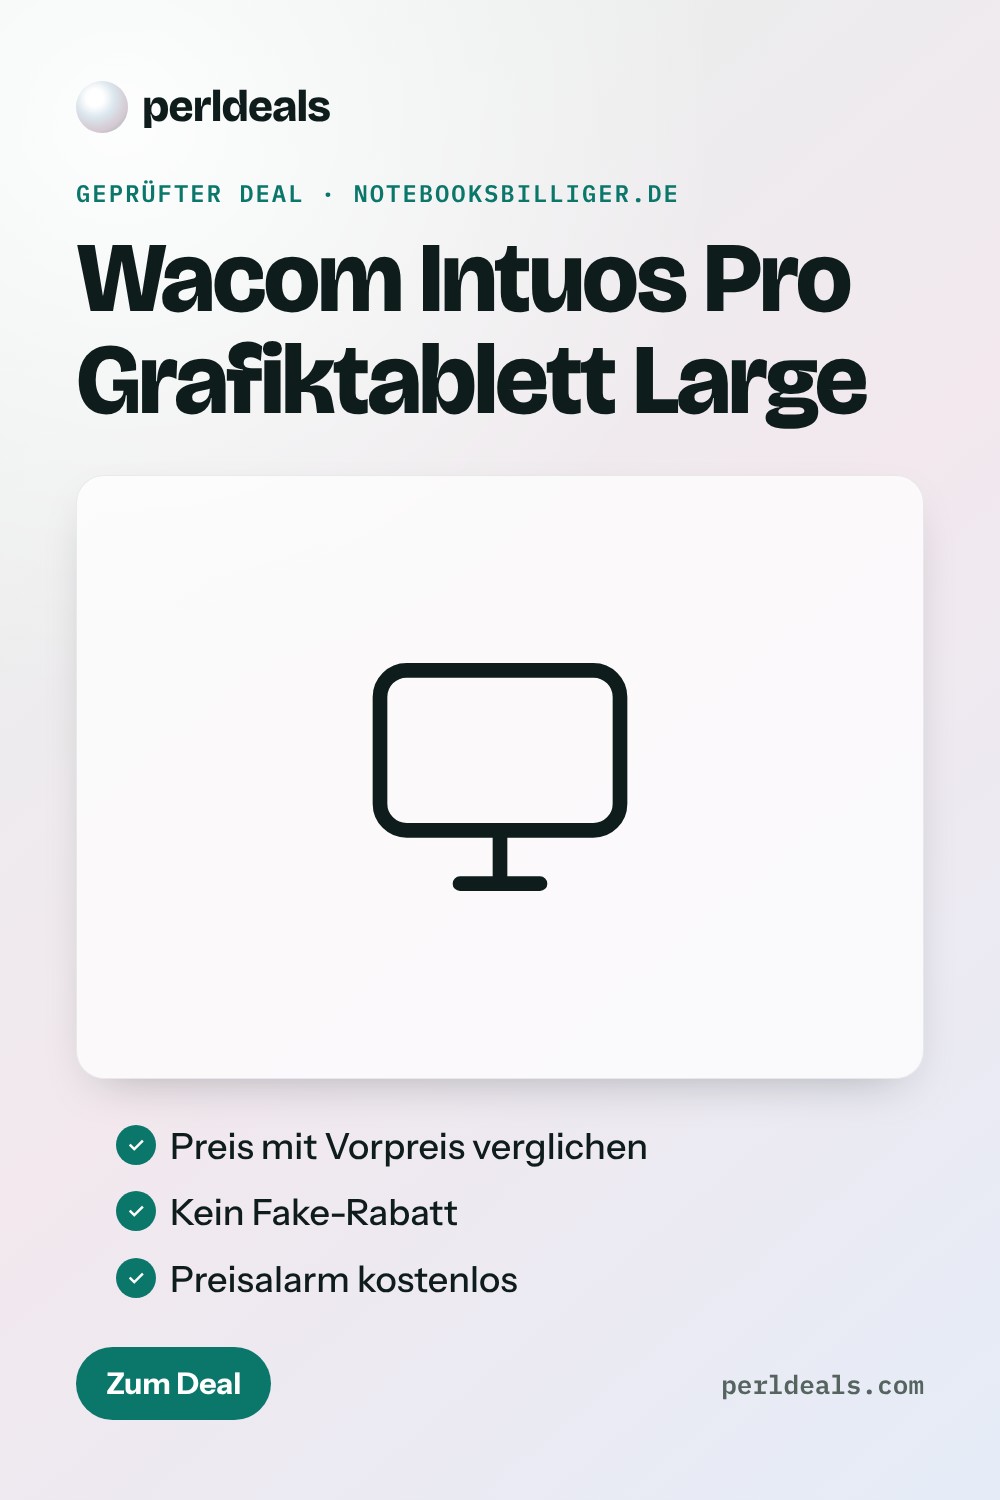 perldeals
GEPRÜFTER DEAL · NOTEBOOKSBILLIGER.DE
Wacom Intuos Pro
Grafiktablett Large
Preis mit Vorpreis verglichen
Kein Fake-Rabatt
Preisalarm kostenlos
Zum Deal
perldeals.com